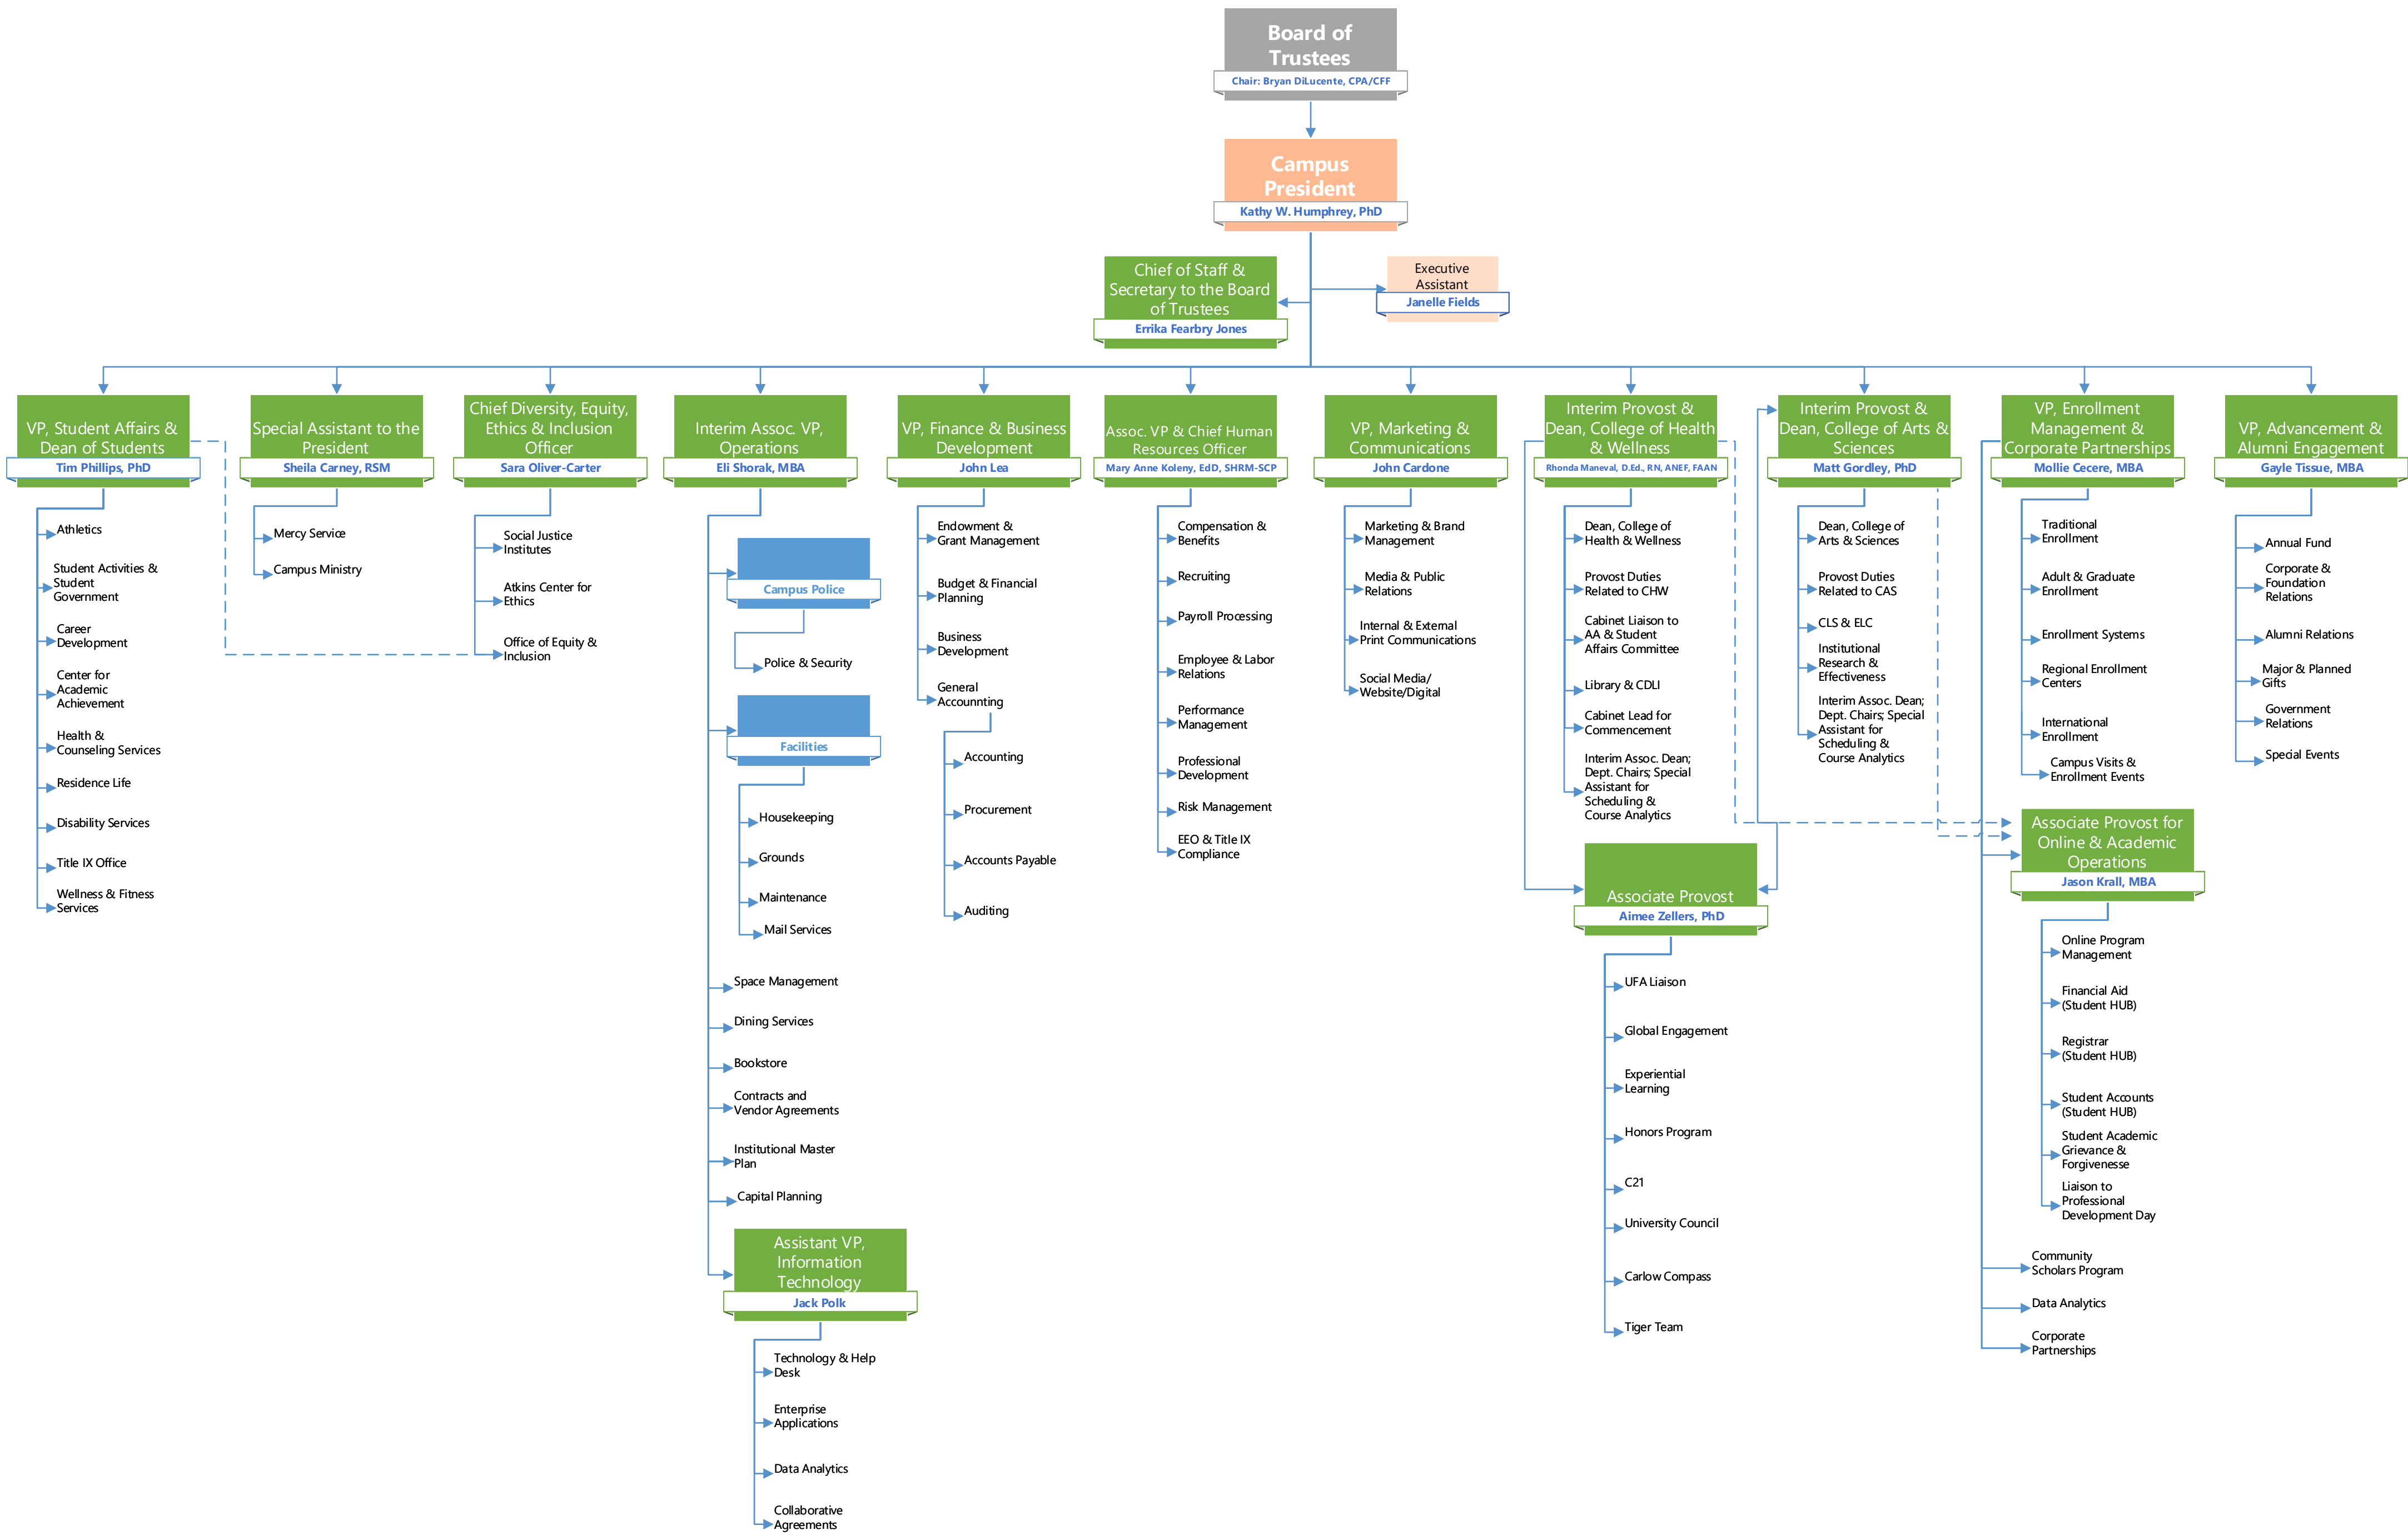 Board of
Trustees
Chair: Bryan DiLucente, CPA/CFF
Campus
President
Kathy W. Humphrey, PhD
Chief of Staff &
Secretary to the Board
of Trustees
Errika Fearbry Jones
Executive
Assistant
Janelle Fields
VP, Student Affairs &
Dean of Students
Tim Phillips, PhD
Athletics
Student Activities &
Student
Government
Career
Development
Center for
Academic
Achievement
Health &
Counseling Services
Residence Life
Disability Services
Title IX Office
Wellness & Fitness
Services
Special Assistant to the
President
Sheila Carney, RSM
Mercy Service
Campus Ministry
Chief Diversity, Equity,
Ethics & Inclusion
Officer
Sara Oliver-Carter
Social Justice
Institutes
Atkins Center for
Ethics
Office of Equity &
Inclusion
Interim Assoc. VP,
Operations
Eli Shorak, MBA
Campus Police
Police & Security
Facilities
Housekeeping
Grounds
Maintenance
Mail Services
Space Management
Dining Services
Bookstore
Contracts and
Vendor Agreements
Institutional Master
Plan
Capital Planning
Assistant VP,
Information
Technology
Jack Polk
Technology & Help
Desk
Enterprise
Applications
Data Analytics
Collaborative
Agreements
VP, Finance & Business
Development
John Lea
Endowment &
Grant Management
Budget & Financial
Planning
Business
Development
General
Accounnting
Accounting
Procurement
Accounts Payable
Auditing
Assoc. VP & Chief Human
Resources Officer
Mary Anne Koleny, EdD, SHRM-SCP
Compensation &
Benefits
Recruiting
Payroll Processing
Employee & Labor
Relations
Performance
Management
Professional
Development
Risk Management
EEO & Title IX
Compliance
VP, Marketing &
Communications
John Cardone
Marketing & Brand
Management
Media & Public
Relations
Internal & External
Print Communications
Social Media/
Website/Digital
Interim Provost &
Dean, College of Health
& Wellness
Rhonda Maneval, D.Ed., RN, ANEF, FAAN
Dean, College of
Health & Wellness
Provost Duties
Related to CHW
Cabinet Liaison to
AA & Student
Affairs Committee
Library & CDLI
Cabinet Lead for
Commencement
Interim Assoc. Dean;
Dept. Chairs; Special
Assistant for
Scheduling &
Course Analytics
Associate Provost
Aimee Zellers, PhD
UFA Liaison
Global Engagement
Experiential
Learning
Honors Program
C21
University Council
Carlow Compass
Tiger Team
Interim Provost &
Dean, College of Arts &
Sciences
Matt Gordley, PhD
Dean, College of
Arts & Sciences
Provost Duties
Related to CAS
CLS & ELC
Institutional
Research &
Effectiveness
Interim Assoc. Dean;
Dept. Chairs; Special
Assistant for
Scheduling &
Course Analytics
VP, Enrollment
Management &
Corporate Partnerships
Mollie Cecere, MBA
Traditional
Enrollment
Adult & Graduate
Enrollment
Enrollment Systems
Regional Enrollment
Centers
International
Enrollment
Campus Visits &
Enrollment Events
Associate Provost for
Online & Academic
Operations
Jason Krall, MBA
Online Program
Management
Financial Aid
(Student HUB)
Registrar
(Student HUB)
Student Accounts
(Student HUB)
Student Academic
Grievance &
Forgivenesse
Liaison to
Professional
Development Day
Community
Scholars Program
Data Analytics
Corporate
Partnerships
VP, Advancement &
Alumni Engagement
Gayle Tissue, MBA
Annual Fund
Corporate &
Foundation
Relations
Alumni Relations
Major & Planned
Gifts
Government
Relations
Special Events